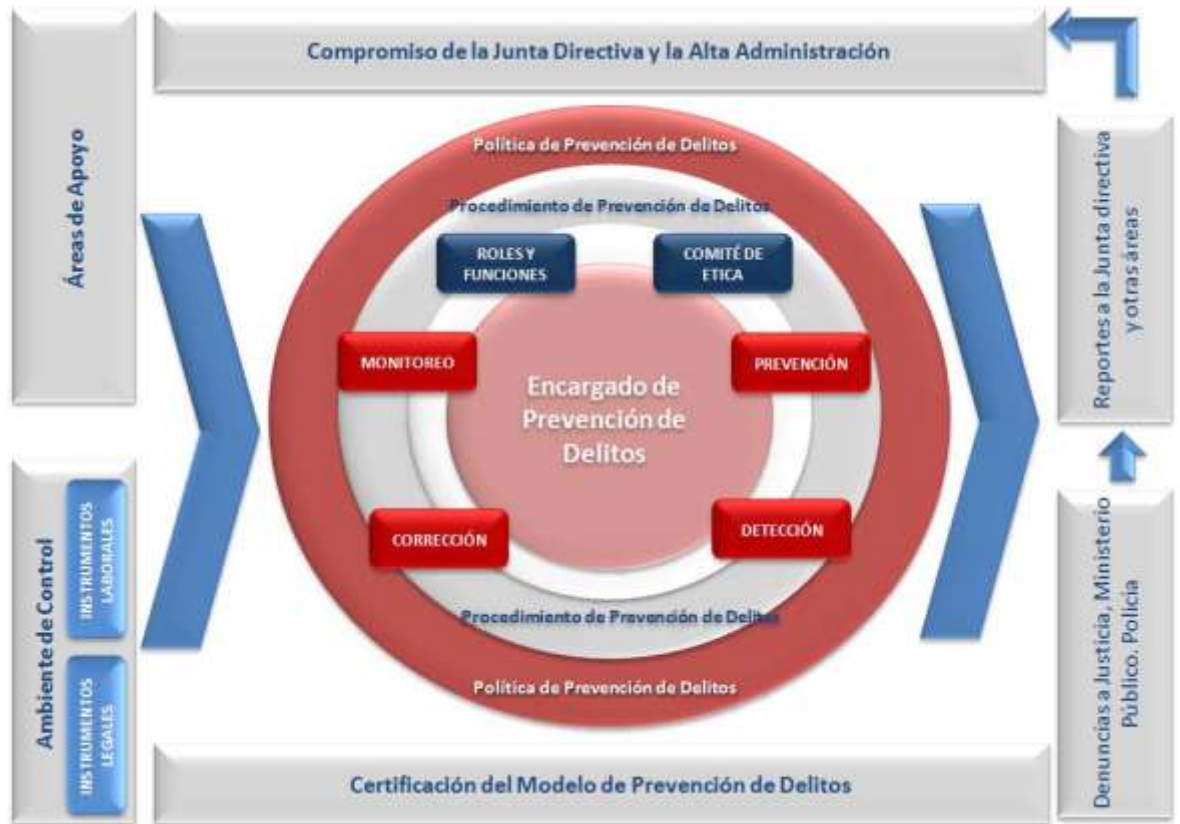 Compromiso de la Junta Directiva y la Alta Administración
Áreas de Apoyo
Ambiente de Control
INSTRUMENTOS
LABORALES
INSTRUMENTOS
LEGALES
Política de Prevención de Delitos
Procedimiento de Prevención de Delitos
ROLES Y
FUNCIONES
COMITÉ DE
ETICA
MONITOREO
PREVENCIÓN
Encargado de
Prevención de
Delitos
CORRECCIÓN
DETECCIÓN
Procedimiento de Prevención de Delitos
Política de Prevención de Delitos
Reportes a la Junta directiva
y otras áreas
Denuncias a Justicia, Ministerio
Público. Policía
Certificación del Modelo de Prevención de Delitos